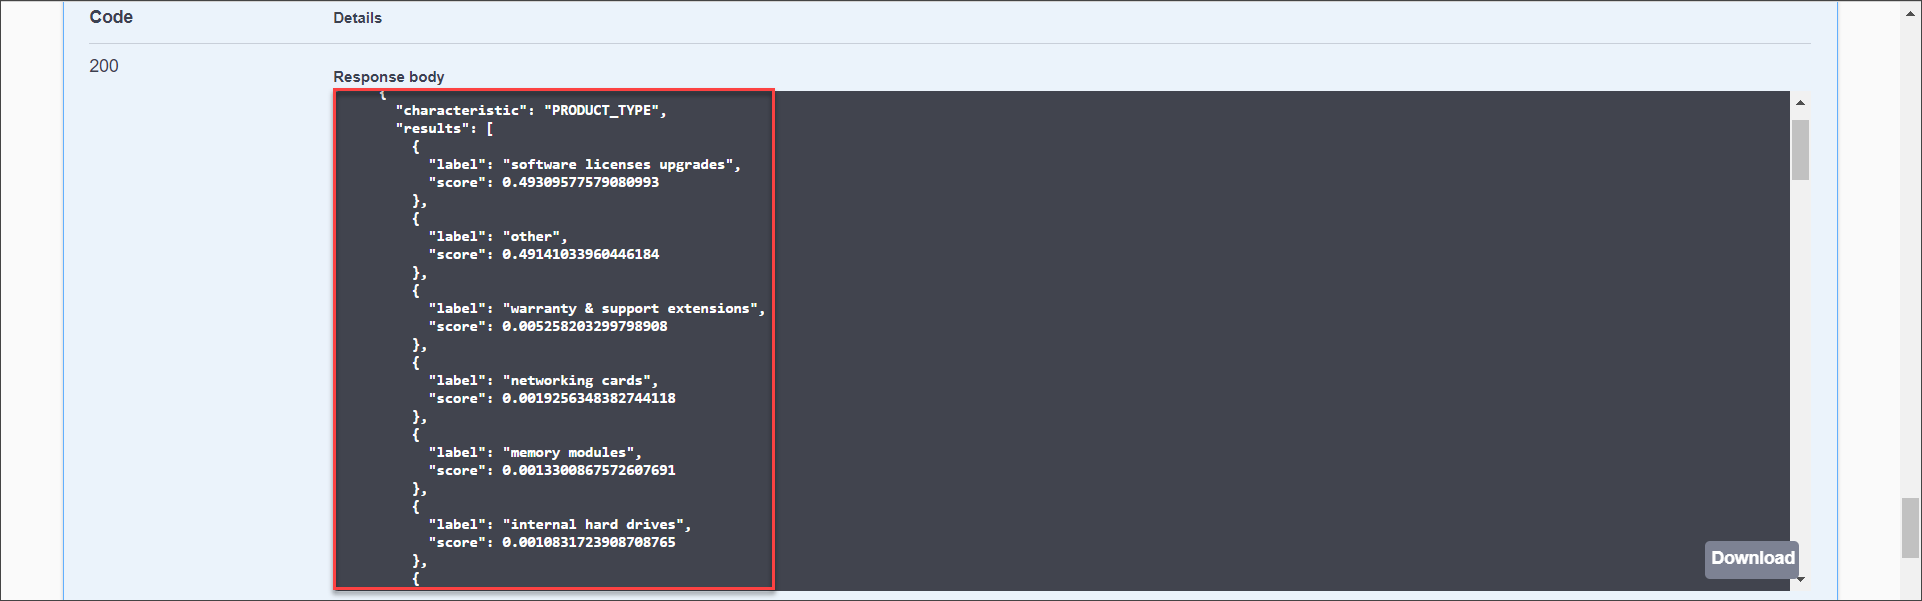 Code Details
200
Response body
{
"characteristic": "PRODUCT_TYPE",
"results": [
{
"label": "software licenses upgrades",
"score": 0.49309577579080993
},
{
"label": "other",
"score": 0.49141033960446184
},
{
"label": "warranty & support extensions",
"score": 0.005258203299798908
},
{
"label": "networking cards",
"score": 0.0019256348382744118
},
{
"label": "memory modules",
"score": 0.0013300867572607691
},
{
"label": "internal hard drives",
"score": 0.0010831723908708765
},
{
Download